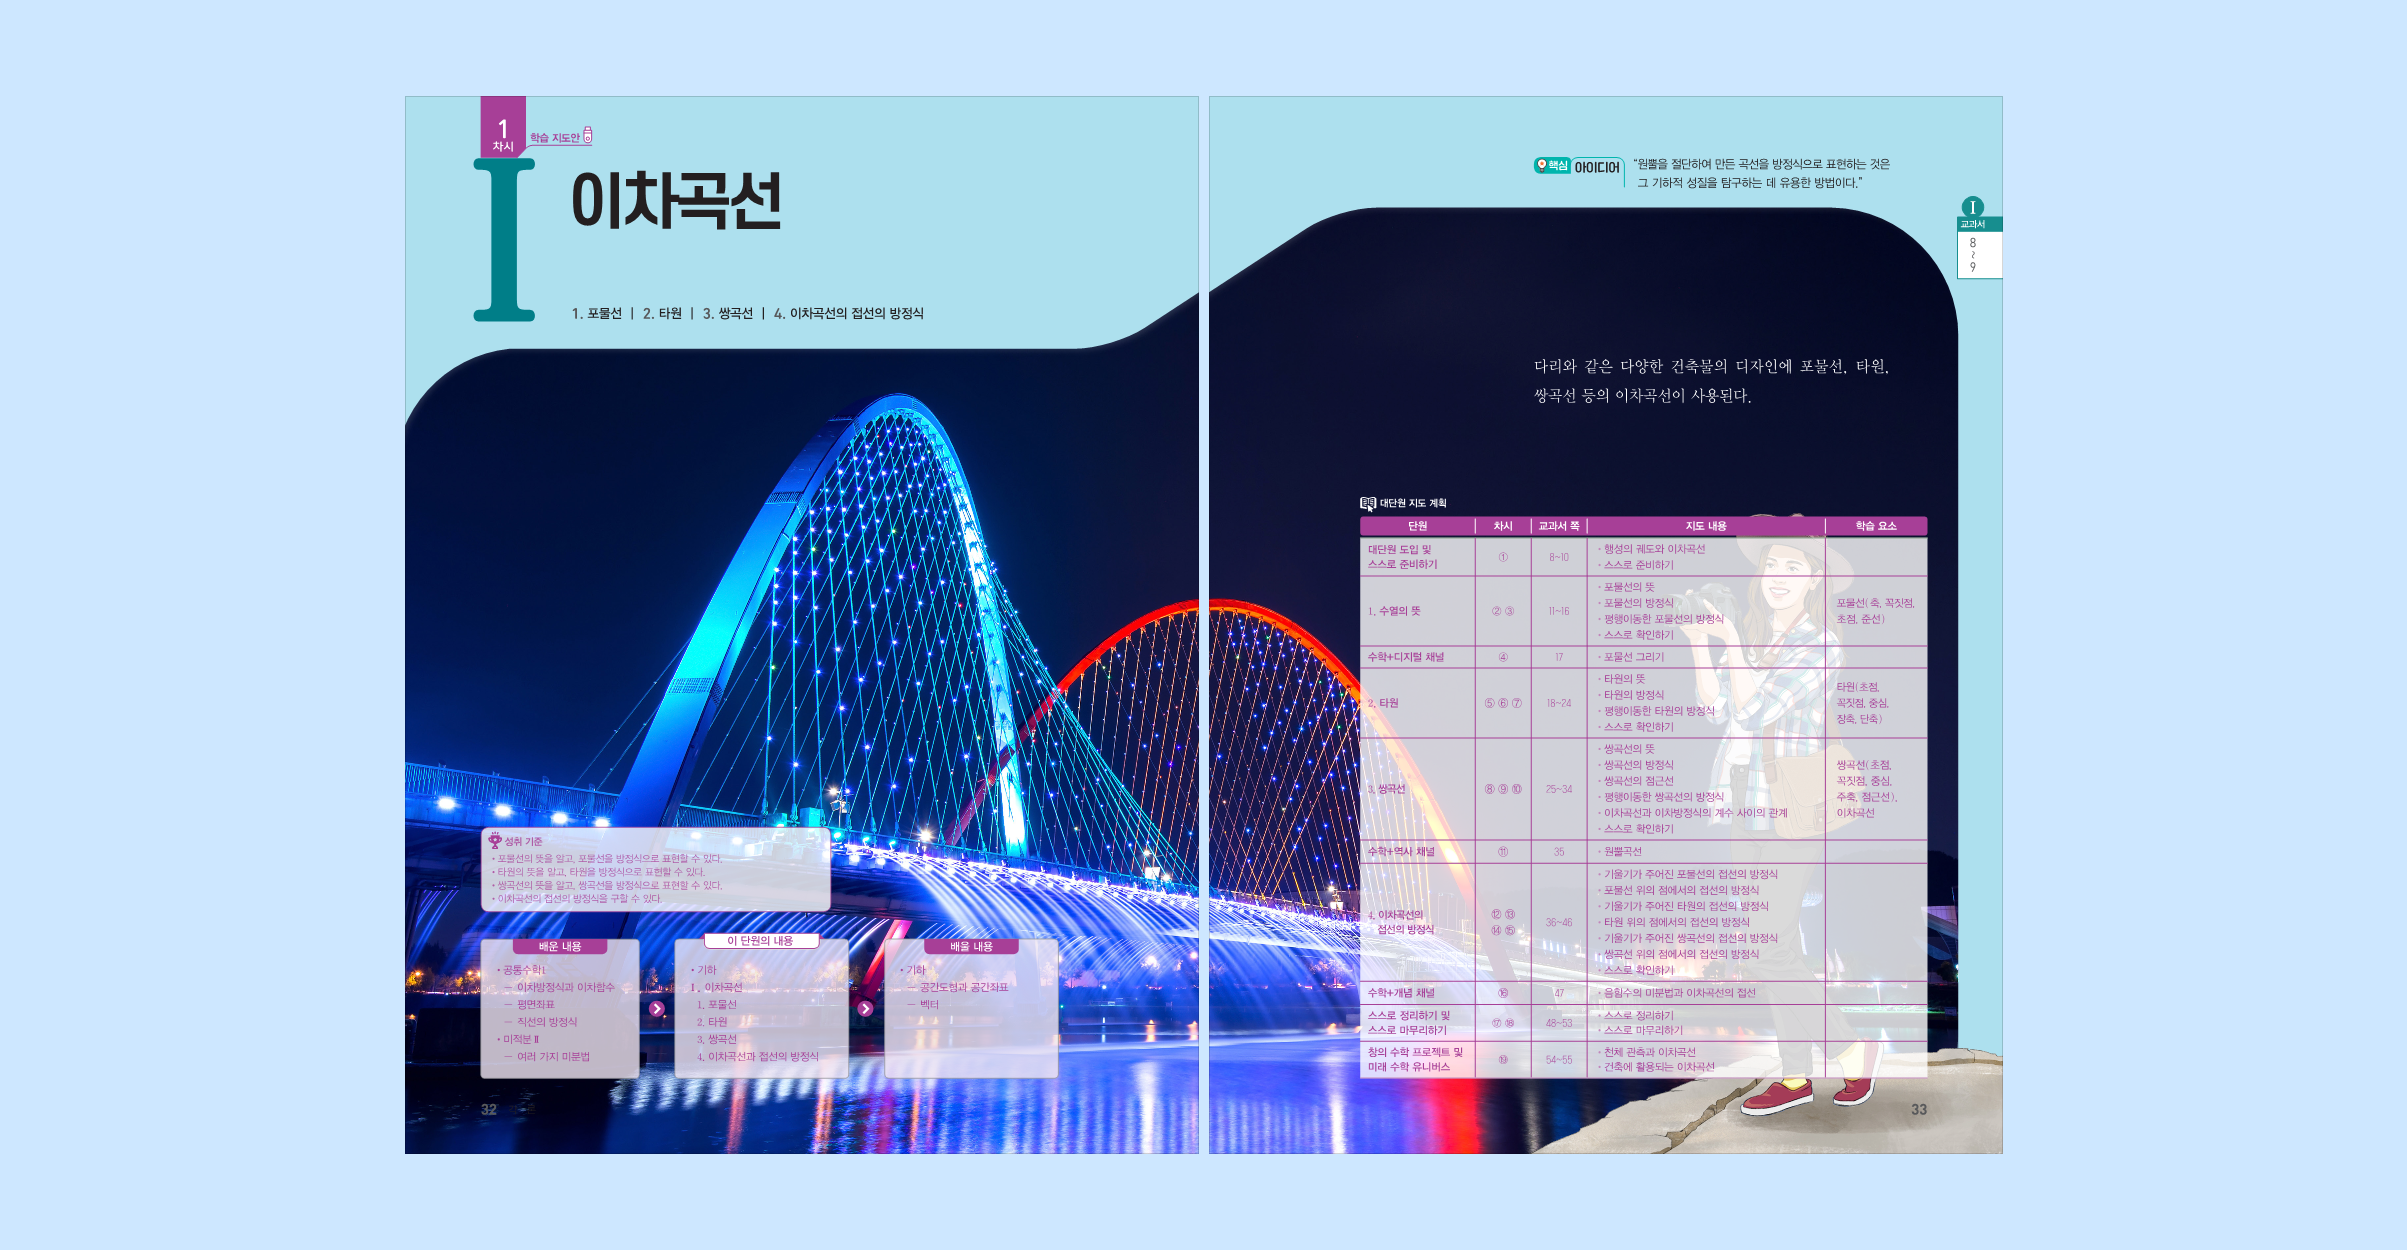 1
차시
학습 지도안
I
이차곡선
1. 포물선 | 2. 타원 | 3. 쌍곡선 | 4. 이차곡선의 접선의 방정식
성취 기준
• 포물선의 뜻을 알고, 포물선을 방정식으로 표현할 수 있다.
• 타원의 뜻을 알고, 타원을 방정식으로 표현할 수 있다.
• 쌍곡선의 뜻을 알고, 쌍곡선을 방정식으로 표현할 수 있다.
• 이차곡선의 접선의 방정식을 구할 수 있다.
배운 내용
• 공통수학1
— 이차방정식과 이차함수
— 평면좌표
— 직선의 방정식
• 미적분Ⅱ
— 여러 가지 미분법
이 단원의 내용
• 기하
Ⅰ. 이차곡선
1. 포물선
2. 타원
3. 쌍곡선
4. 이차곡선과 접선의 방정식
배울 내용
• 기하
— 공간도형과 공간좌표
— 벡터
32
핵심 아이디어
“원뿔을 절단하여 만든 곡선을 방정식으로 표현하는 것은
그 기하적 성질을 탐구하는 데 유용한 방법이다.”
I
교과서
8
~
9
다리와 같은 다양한 건축물의 디자인에 포물선, 타원,
쌍곡선 등의 이차곡선이 사용된다.
대단원 지도 계획
단원 차시 교과서 쪽 지도 내용 학습 요소
대단원 도입 및
스스로 준비하기
① 8~10
• 행성의 궤도와 이차곡선
• 스스로 준비하기
1. 수열의 뜻 ② ③ 11~16
• 포물선의 뜻
• 포물선의 방정식
• 평행이동한 포물선의 방정식
• 스스로 확인하기
포물선(축, 꼭짓점,
초점, 준선)
수학+디지털 채널 ④ 17 • 포물선 그리기
2. 타원 ⑤ ⑥ ⑦ 18~24
• 타원의 뜻
• 타원의 방정식
• 평행이동한 타원의 방정식
• 스스로 확인하기
타원(초점,
꼭짓점, 중심,
장축, 단축)
3. 쌍곡선 ⑧ ⑨ ⑩ 25~34
• 쌍곡선의 뜻
• 쌍곡선의 방정식
• 쌍곡선의 점근선
• 평행이동한 쌍곡선의 방정식
• 이차곡선과 이차방정식의 계수 사이의 관계
• 스스로 확인하기
쌍곡선(초점,
꼭짓점, 중심,
주축, 점근선),
이차곡선
수학+역사 채널 ⑪ 35 • 원뿔곡선
4. 이차곡선의
접선의 방정식
⑫ ⑬
⑭ ⑮
36~46
• 기울기가 주어진 포물선의 접선의 방정식
• 포물선 위의 점에서의 접선의 방정식
• 기울기가 주어진 타원의 접선의 방정식
• 타원 위의 점에서의 접선의 방정식
• 기울기가 주어진 쌍곡선의 접선의 방정식
• 쌍곡선 위의 점에서의 접선의 방정식
• 스스로 확인하기
수학+개념 채널 ⑯ 47 • 음함수의 미분법과 이차곡선의 접선
스스로 정리하기 및
스스로 마무리하기
⑰ ⑱ 48~53
• 스스로 정리하기
• 스스로 마무리하기
창의 수학 프로젝트 및
미래 수학 유니버스
⑲ 54~55
• 천체 관측과 이차곡선
• 건축에 활용되는 이차곡선
33